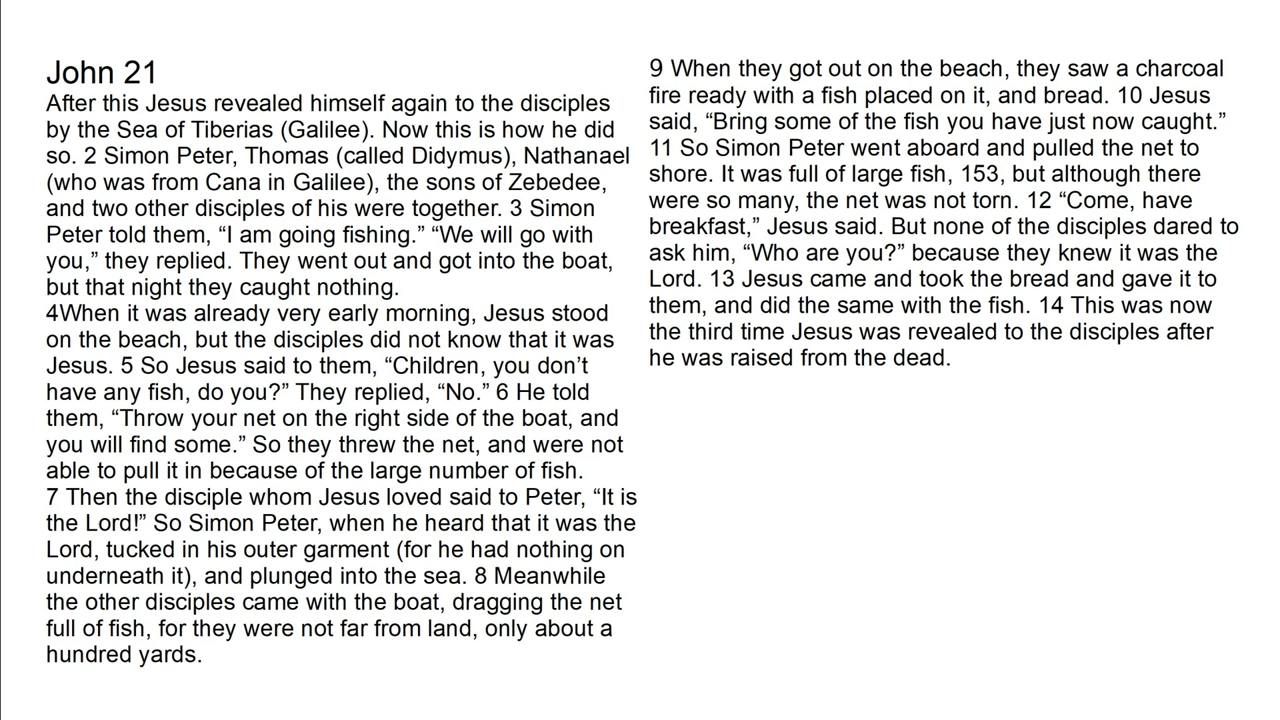 John 21
After this Jesus revealed himself again to the disciples
by the Sea of Tiberias (Galilee). Now this is how he did
so. 2 Simon Peter, Thomas (called Didymus), Nathanael
(who was from Cana in Galilee), the sons of Zebedee,
and two other disciples of his were together. 3 Simon
Peter told them, “I am going fishing.” “We will go with
you,” they replied. They went out and got into the boat,
but that night they caught nothing.
4When it was already very early morning, Jesus stood
on the beach, but the disciples did not know that it was
Jesus. 5 So Jesus said to them, “Children, you don’t
have any fish, do you?” They replied, “No.” 6 He told
them, “Throw your net on the right side of the boat, and
you will find some.” So they threw the net, and were not
able to pull it in because of the large number of fish.
7 Then the disciple whom Jesus loved said to Peter, “It is
the Lord!” So Simon Peter, when he heard that it was the
Lord, tucked in his outer garment (for he had nothing on
underneath it), and plunged into the sea. 8 Meanwhile
the other disciples came with the boat, dragging the net
full of fish, for they were not far from land, only about a
hundred yards.
9 When they got out on the beach, they saw a charcoal
fire ready with a fish placed on it, and bread. 10 Jesus
said, “Bring some of the fish you have just now caught.”
11 So Simon Peter went aboard and pulled the net to
shore. It was full of large fish, 153, but although there
were so many, the net was not torn. 12 “Come, have
breakfast,” Jesus said. But none of the disciples dared to
ask him, “Who are you?” because they knew it was the
Lord. 13 Jesus came and took the bread and gave it to
them, and did the same with the fish. 14 This was now
the third time Jesus was revealed to the disciples after
he was raised from the dead.